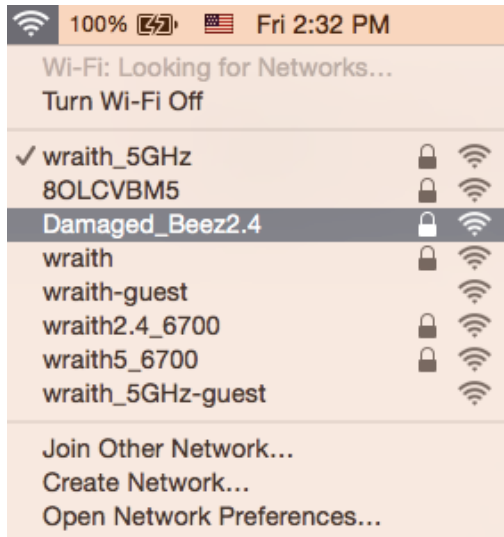 100% Fri 2:32 PM
Wi-Fi: Looking for Networks...
Turn Wi-Fi Off
wraith_5GHz
8OLCVBM5
Damaged_Beez2.4
wraith
wraith-guest
wraith2.4_6700
wraith5_6700
wraith_5GHz-guest
Join Other Network...
Create Network...
Open Network Preferences...